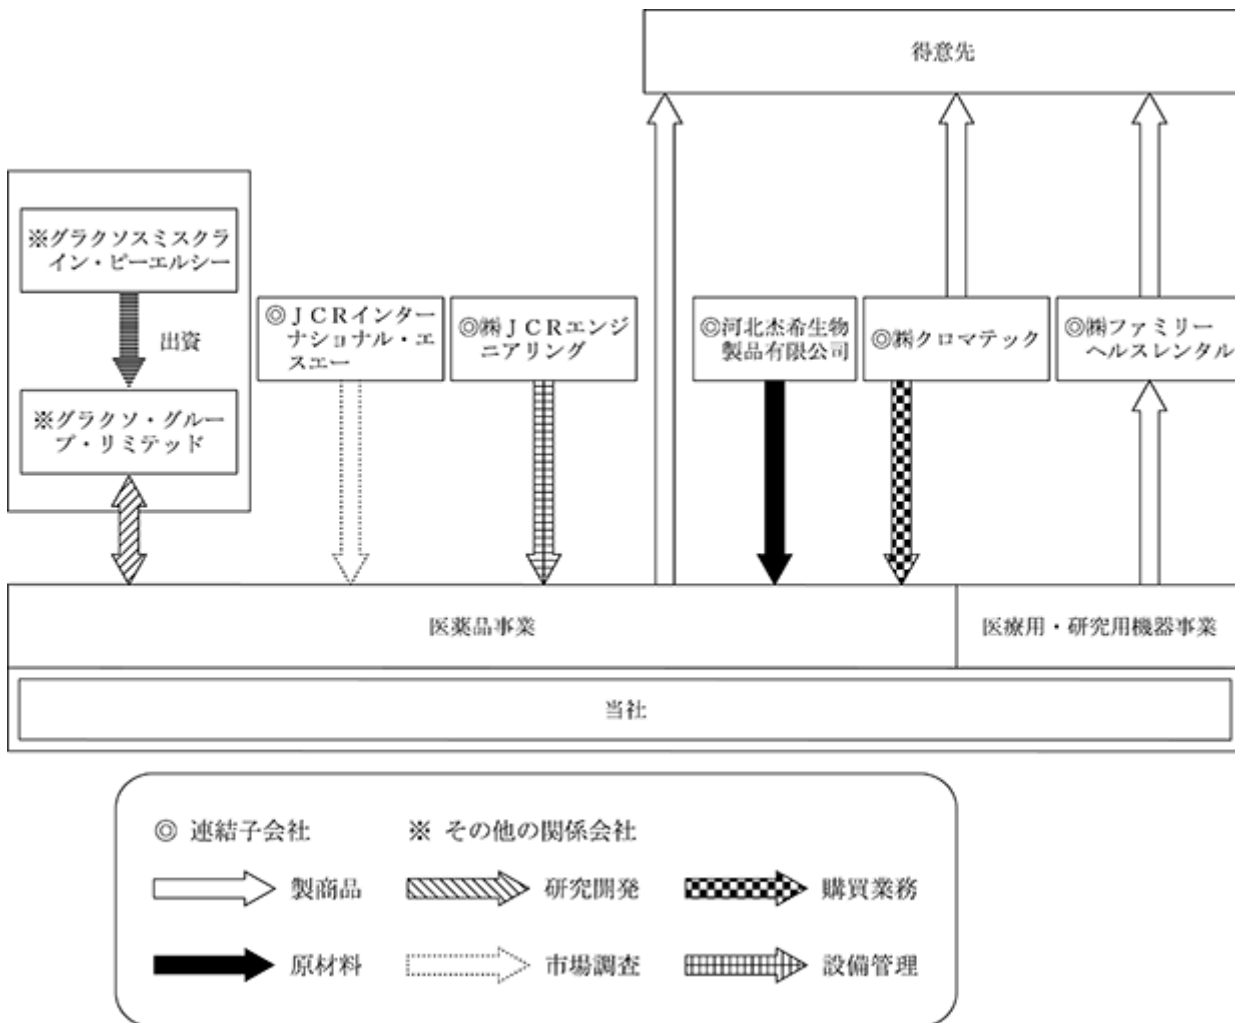 得意先
※グラクソスミスクラ
イン・ピーエルシー
出資
※グラクソ・グルー
プ・リミテッド
◎ＪＣＲインター
ナショナル・エ
スエー
◎㈱ＪＣＲエンジ
ニアリング
◎河北杰希生物
製品有限公司
◎㈱クロマテック
◎㈱ファミリー
ヘルスレンタル
医薬品事業
医療用・研究用機器事業
当社
◎ 連結子会社
※ その他の関係会社
製商品
研究開発
購買業務
原材料
市場調査
設備管理